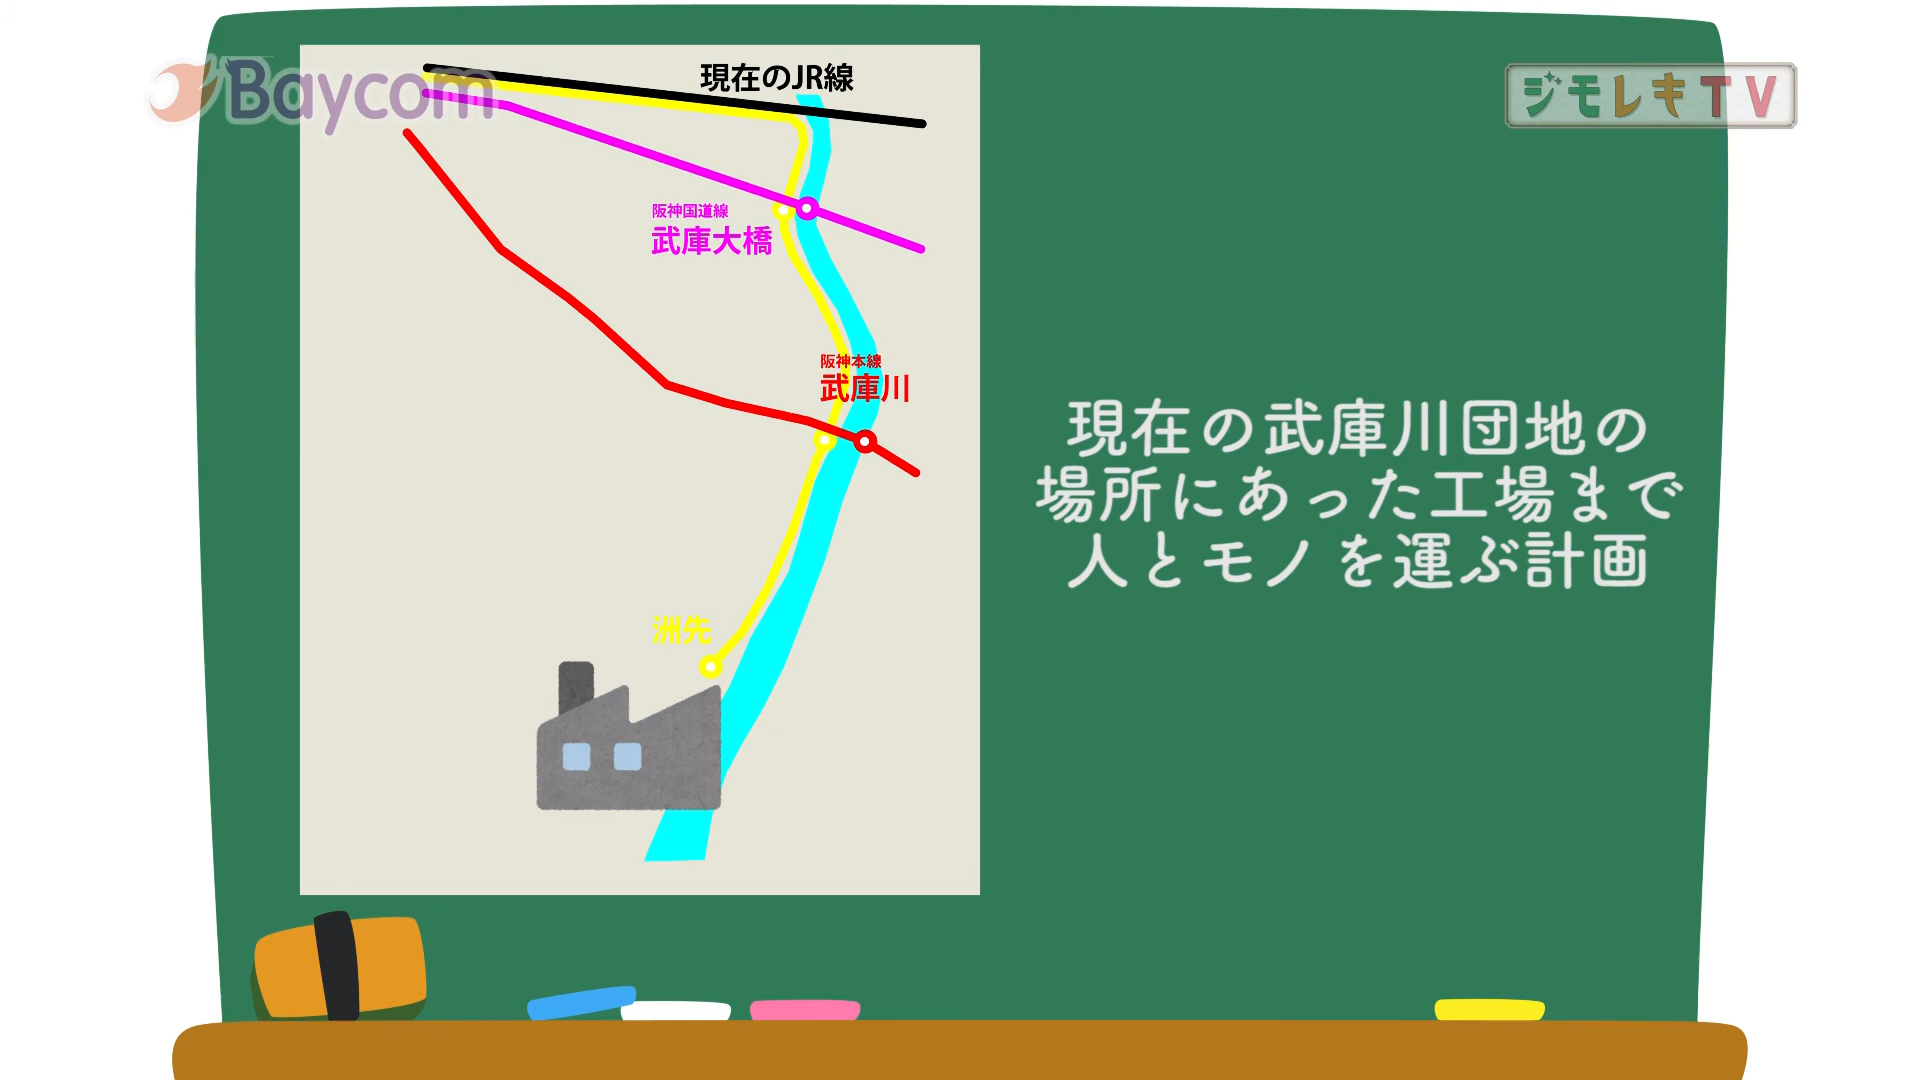 Baycom
現在のJR線
ジモレキTV
阪神国道線
武庫大橋
阪神本線
武庫川
現在の武庫川団地の
場所にあった工場まで
人とモノを運ぶ計画
洲先